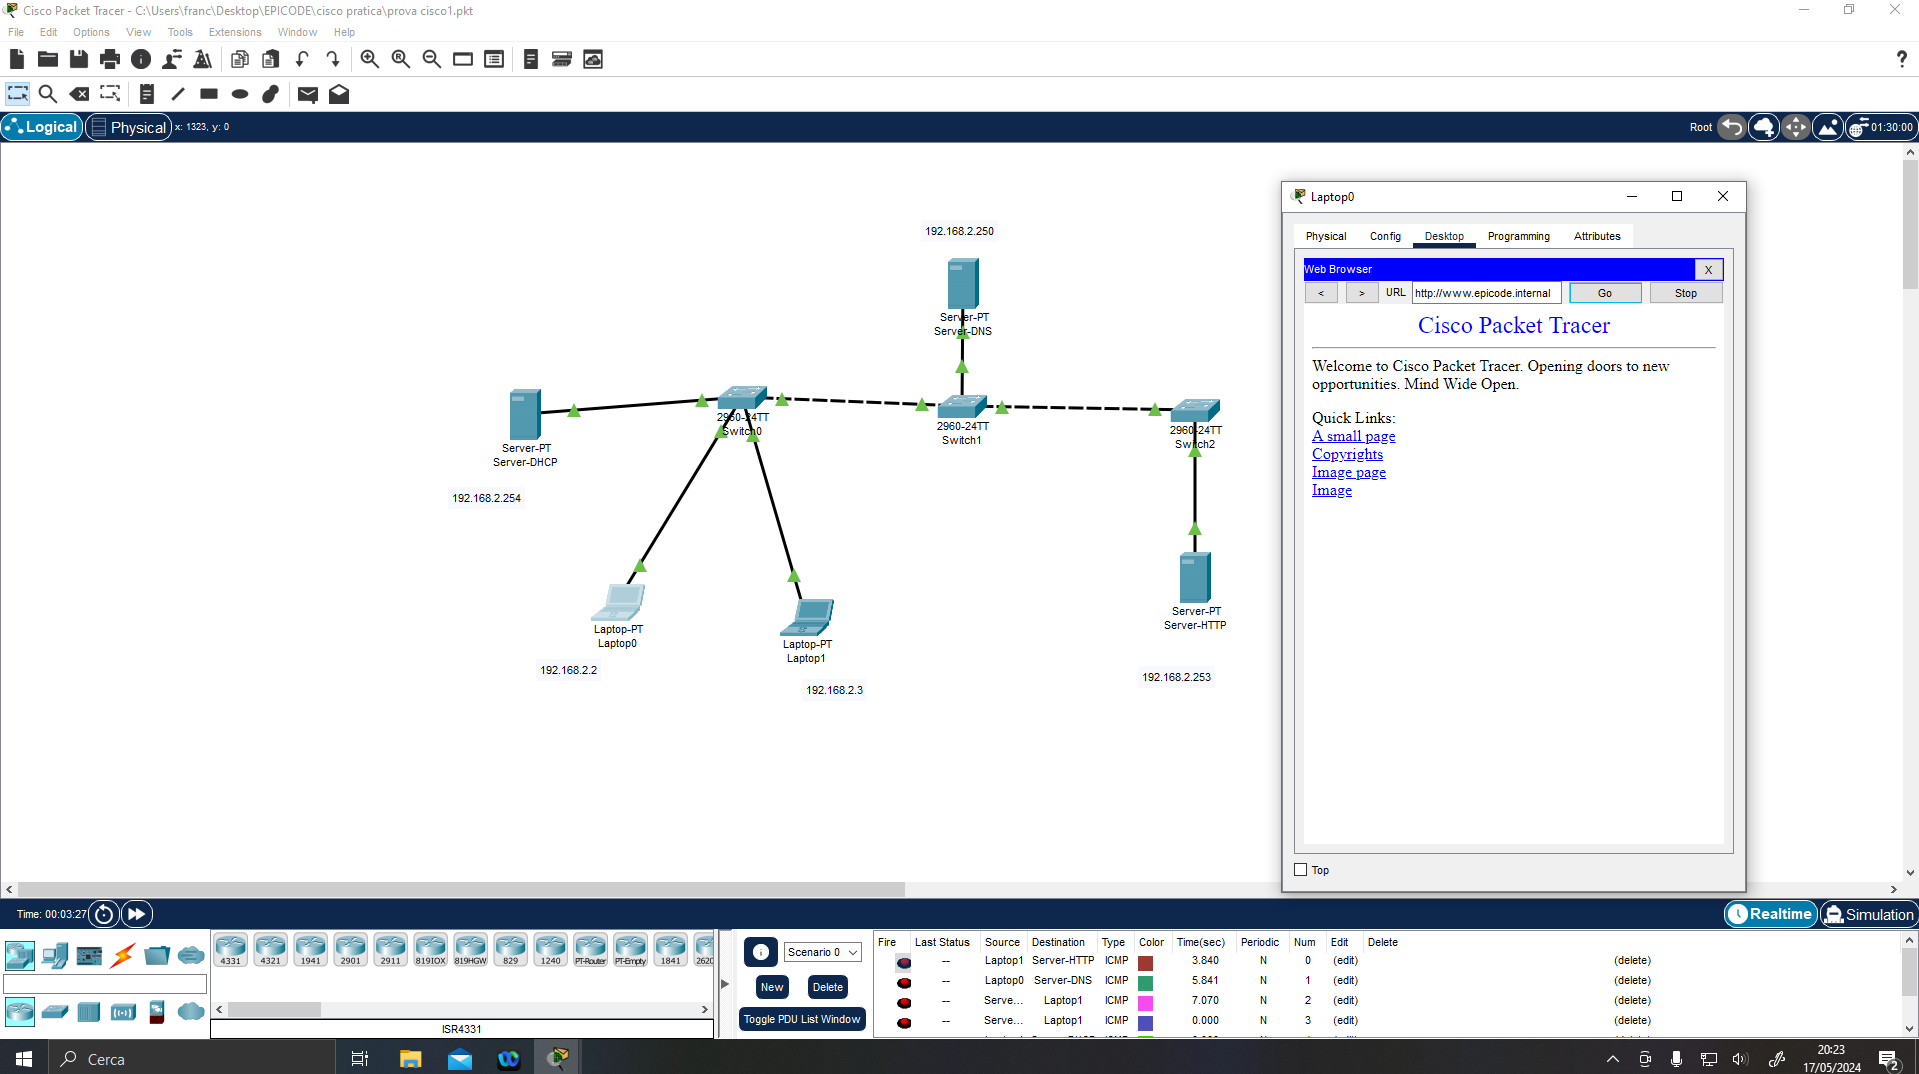 Cisco Packet Tracer - C:\Users\franc\Desktop\EPICODE\cisco pratica\prova cisco1.pkt
File Edit Options View Tools Extensions Window Help
Logical Physical x: 1323, y: 0 Root 01:30:00
192.168.2.250
Server-PT
Server-DNS
Server-PT
Server-DHCP
192.168.2.254
2960-24TT
Switch0
2960-24TT
Switch1
2960-24TT
Switch2
Laptop-PT
Laptop0
192.168.2.2
Laptop-PT
Laptop1
192.168.2.3
Server-PT
Server-HTTP
192.168.2.253
Laptop0
Physical Config Desktop Programming Attributes
Web Browser X
< > URL http://www.epicode.internal Go Stop
Cisco Packet Tracer
Welcome to Cisco Packet Tracer. Opening doors to new
opportunities. Mind Wide Open.
Quick Links:
A small page
Copyrights
Image page
Image
Top
Time: 00:03:27 Realtime Simulation
4331 4321 1941 2901 2911 819IOX 819HGW 829 1240 PT-Router PT-Empty 1841 2620
ISR4331
Scenario 0
New Delete
Toggle PDU List Window
Fire Last Status Source Destination Type Color Time(sec) Periodic Num Edit Delete
-- Laptop1 Server-HTTP ICMP 3.840 N 0 (edit) (delete)
-- Laptop0 Server-DNS ICMP 5.841 N 1 (edit) (delete)
-- Serve... Laptop1 ICMP 7.070 N 2 (edit) (delete)
-- Serve... Laptop1 ICMP 0.000 N 3 (edit) (delete)
Cerca
20:23
17/05/2024
2